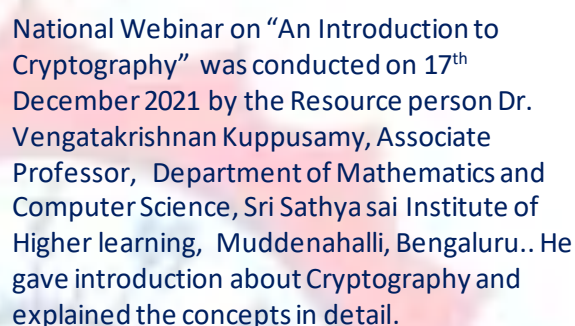 National Webinar on “An Introduction to
Cryptography” was conducted on 17th
December 2021 by the Resource person Dr.
Vengatakrishnan Kuppusamy, Associate
Professor, Department of Mathematics and
Computer Science, Sri Sathya sai Institute of
Higher learning, Muddenahalli, Bengaluru.. He
gave introduction about Cryptography and
explained the concepts in detail.